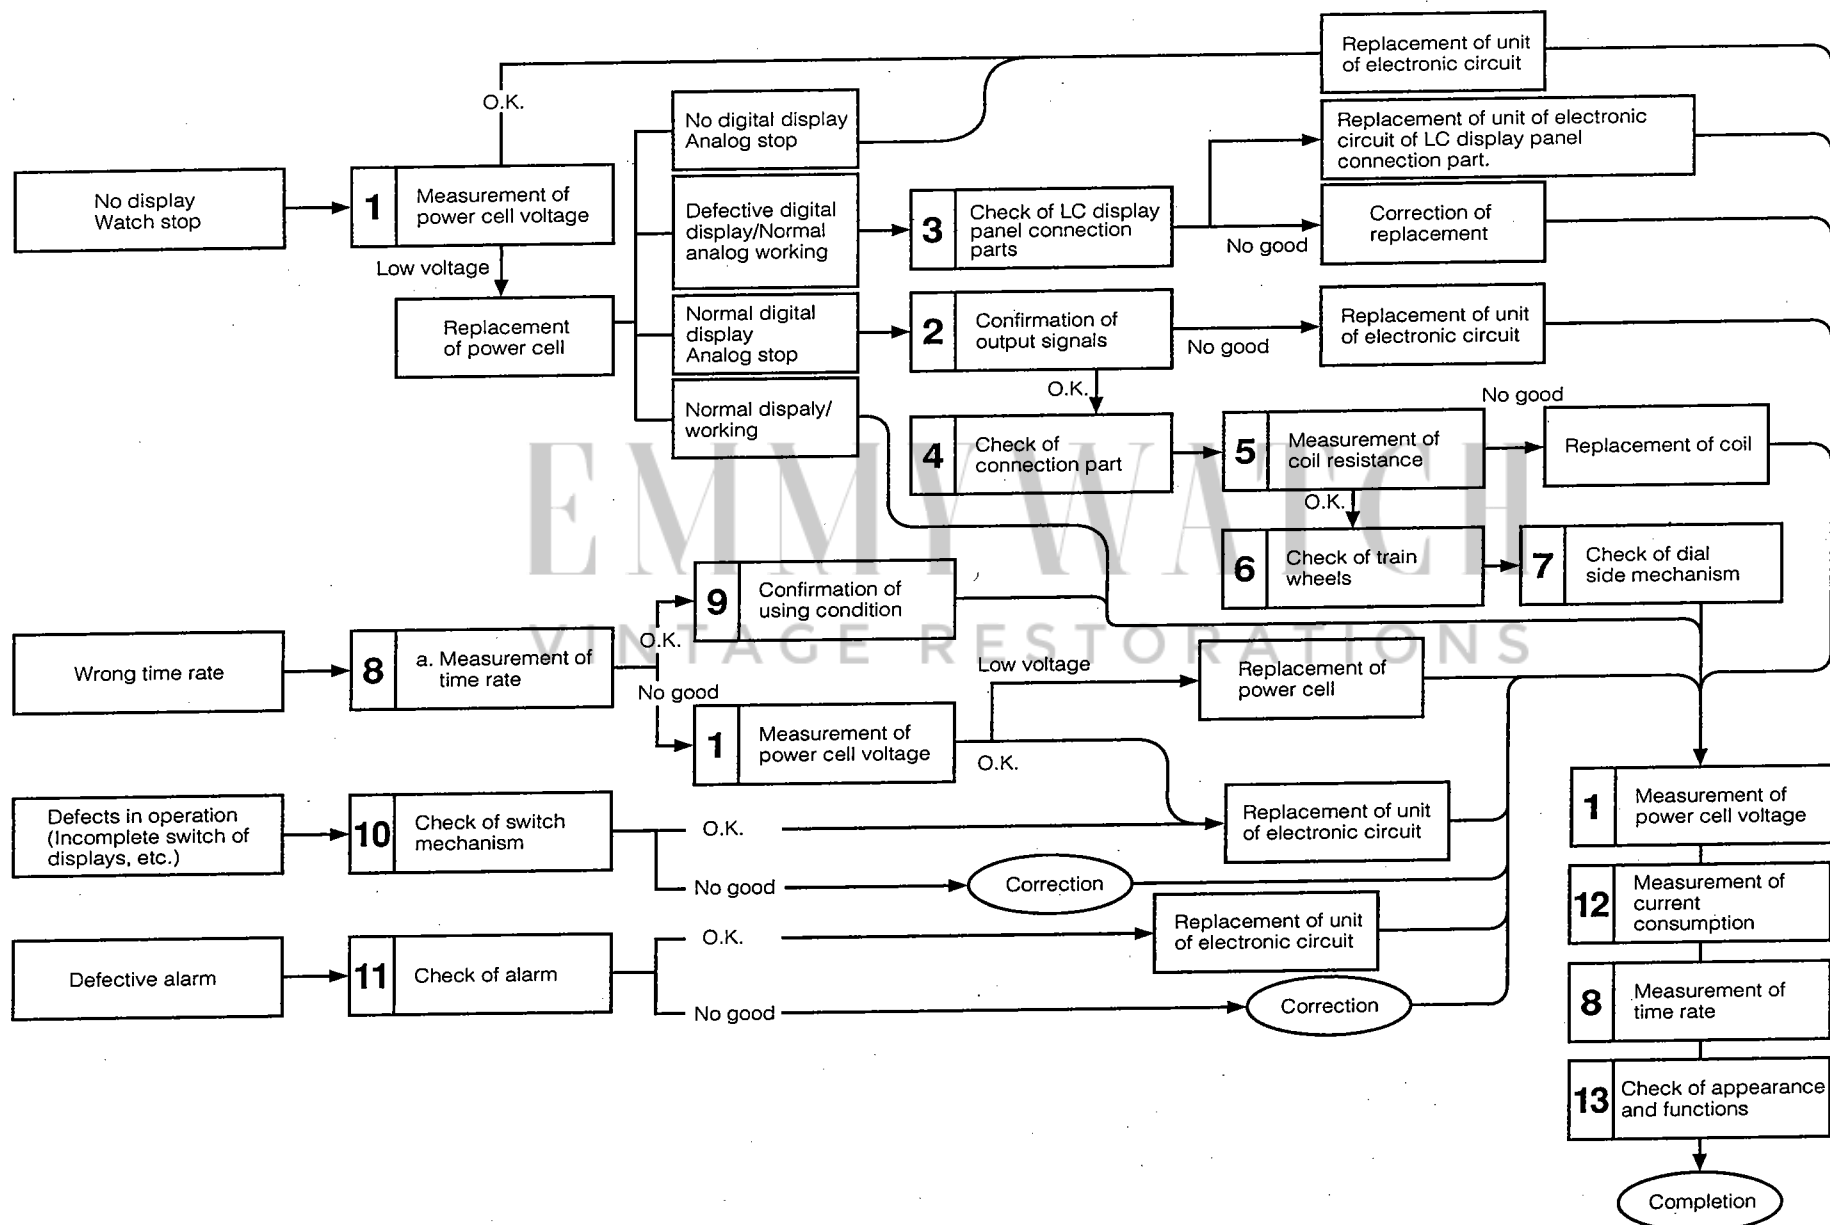 Replacement of unit
of electronic circuit
O.K.
No digital display
Analog stop
Replacement of unit of electronic
circuit of LC display panel
connection part.
No display
Watch stop
1
Measurement of
power cell voltage
Defective digital
display/Normal
analog working
3
Check of LC display
panel connection
parts
No good
Correction of
replacement
Low voltage
Replacement
of power cell
Normal digital
display
Analog stop
2
Confirmation of
output signals
No good
Replacement of unit
of electronic circuit
O.K.
Normal dispaly/
working
4
Check of
connection part
5
Measurement of
coil resistance
No good
Replacement of coil
O.K.
EMMYWATCH
VINTAGE RESTORATIONS
6
Check of train
wheels
7
Check of dial
side mechanism
9
Confirmation of
using condition
O.K.
Wrong time rate
8
a. Measurement of
time rate
No good
1
Measurement of
power cell voltage
Low voltage
Replacement of
power cell
O.K.
Defects in operation
(Incomplete switch of
displays, etc.)
10
Check of switch
mechanism
O.K.
Replacement of unit
of electronic circuit
No good
Correction
Defective alarm
11
Check of alarm
O.K.
Replacement of unit
of electronic circuit
No good
Correction
1
Measurement of
power cell voltage
12
Measurement of
current
consumption
8
Measurement of
time rate
13
Check of appearance
and functions
Completion